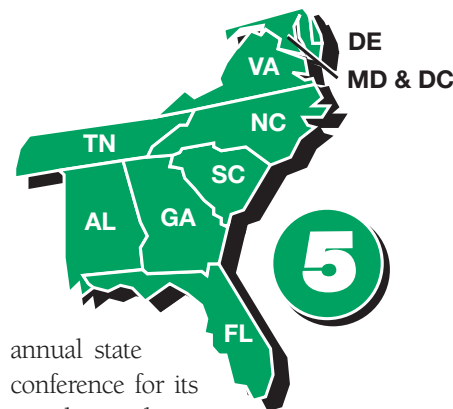 DE
VA
MD & DC
NC
TN
SC
AL
GA
5
FL
annual state
conference for its